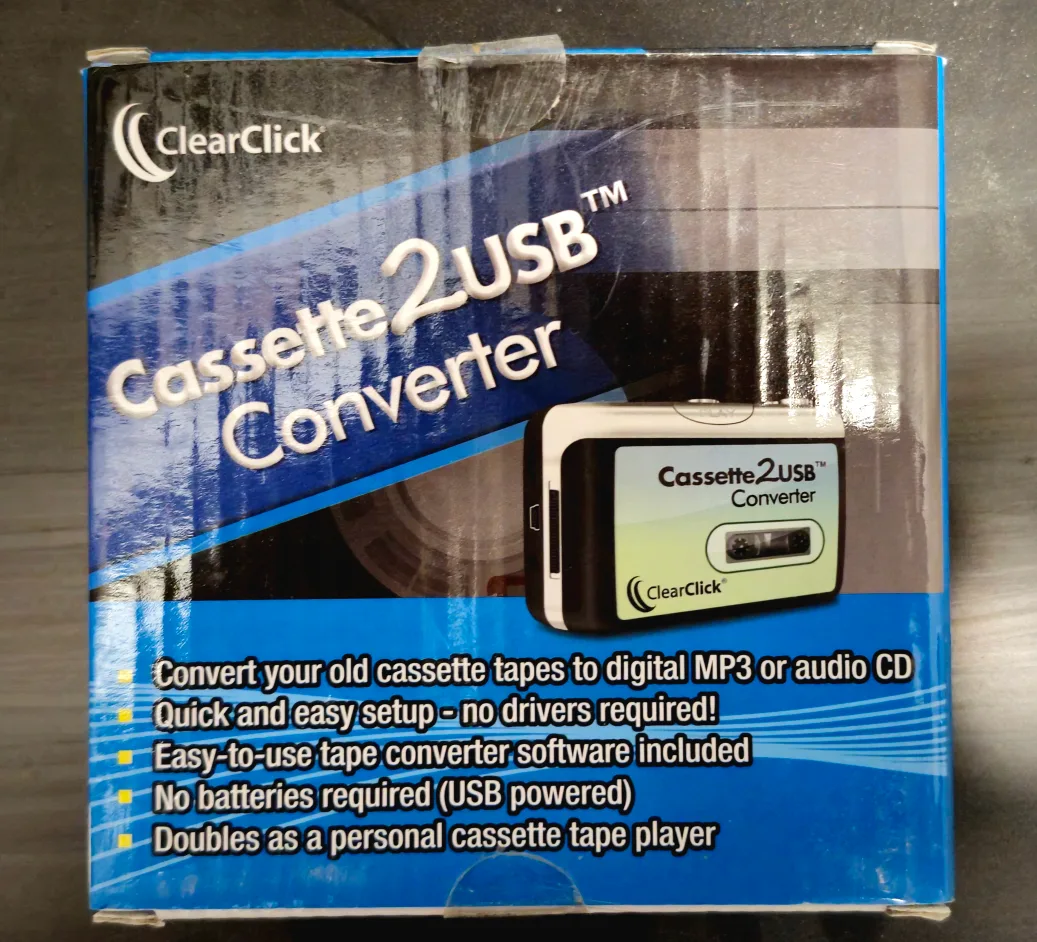 ClearClick
Cassette2USB™
Converter
PLAY
Cassette2USB™
Converter
ClearClick®
Convert your old cassette tapes to digital MP3 or audio CD
Quick and easy setup - no drivers required!
Easy-to-use tape converter software included
No batteries required (USB powered)
Doubles as a personal cassette tape player